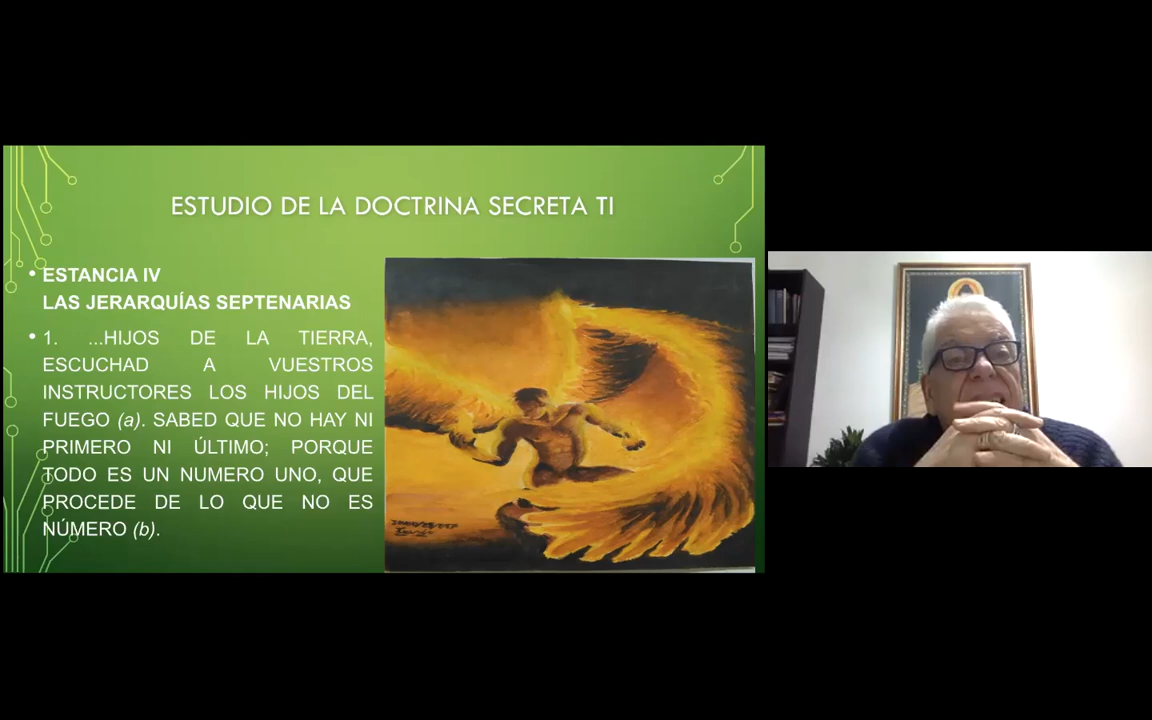 ESTUDIO DE LA DOCTRINA SECRETA TI
• ESTANCIA IV
LAS JERARQUÍAS SEPTENARIAS
• 1. ...HIJOS DE LA TIERRA,
ESCUCHAD A VUESTROS
INSTRUCTORES LOS HIJOS DEL
FUEGO (a). SABED QUE NO HAY NI
PRIMERO NI ÚLTIMO; PORQUE
TODO ES UN NUMERO UNO, QUE
PROCEDE DE LO QUE NO ES
NÚMERO (b).